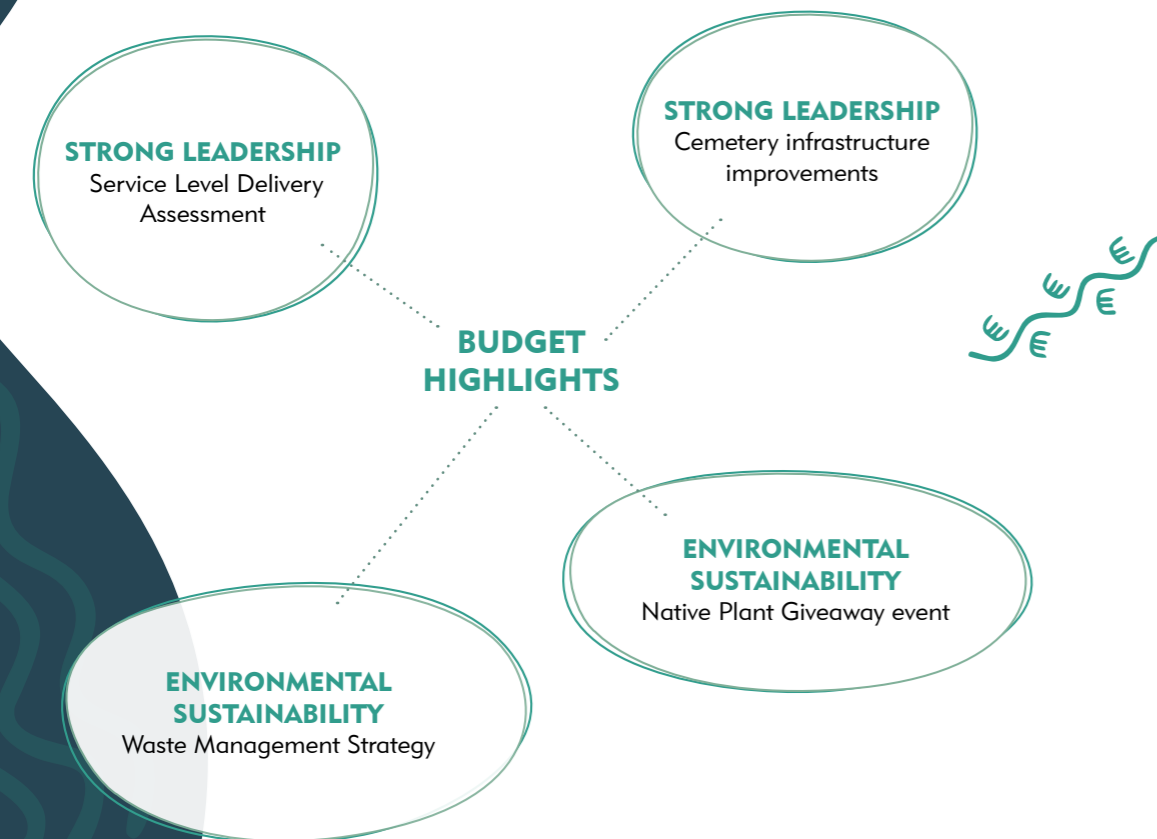 STRONG LEADERSHIP
Service Level Delivery
Assessment
STRONG LEADERSHIP
Cemetery infrastructure
improvements
BUDGET
HIGHLIGHTS
ENVIRONMENTAL
SUSTAINABILITY
Native Plant Giveaway event
ENVIRONMENTAL
SUSTAINABILITY
Waste Management Strategy